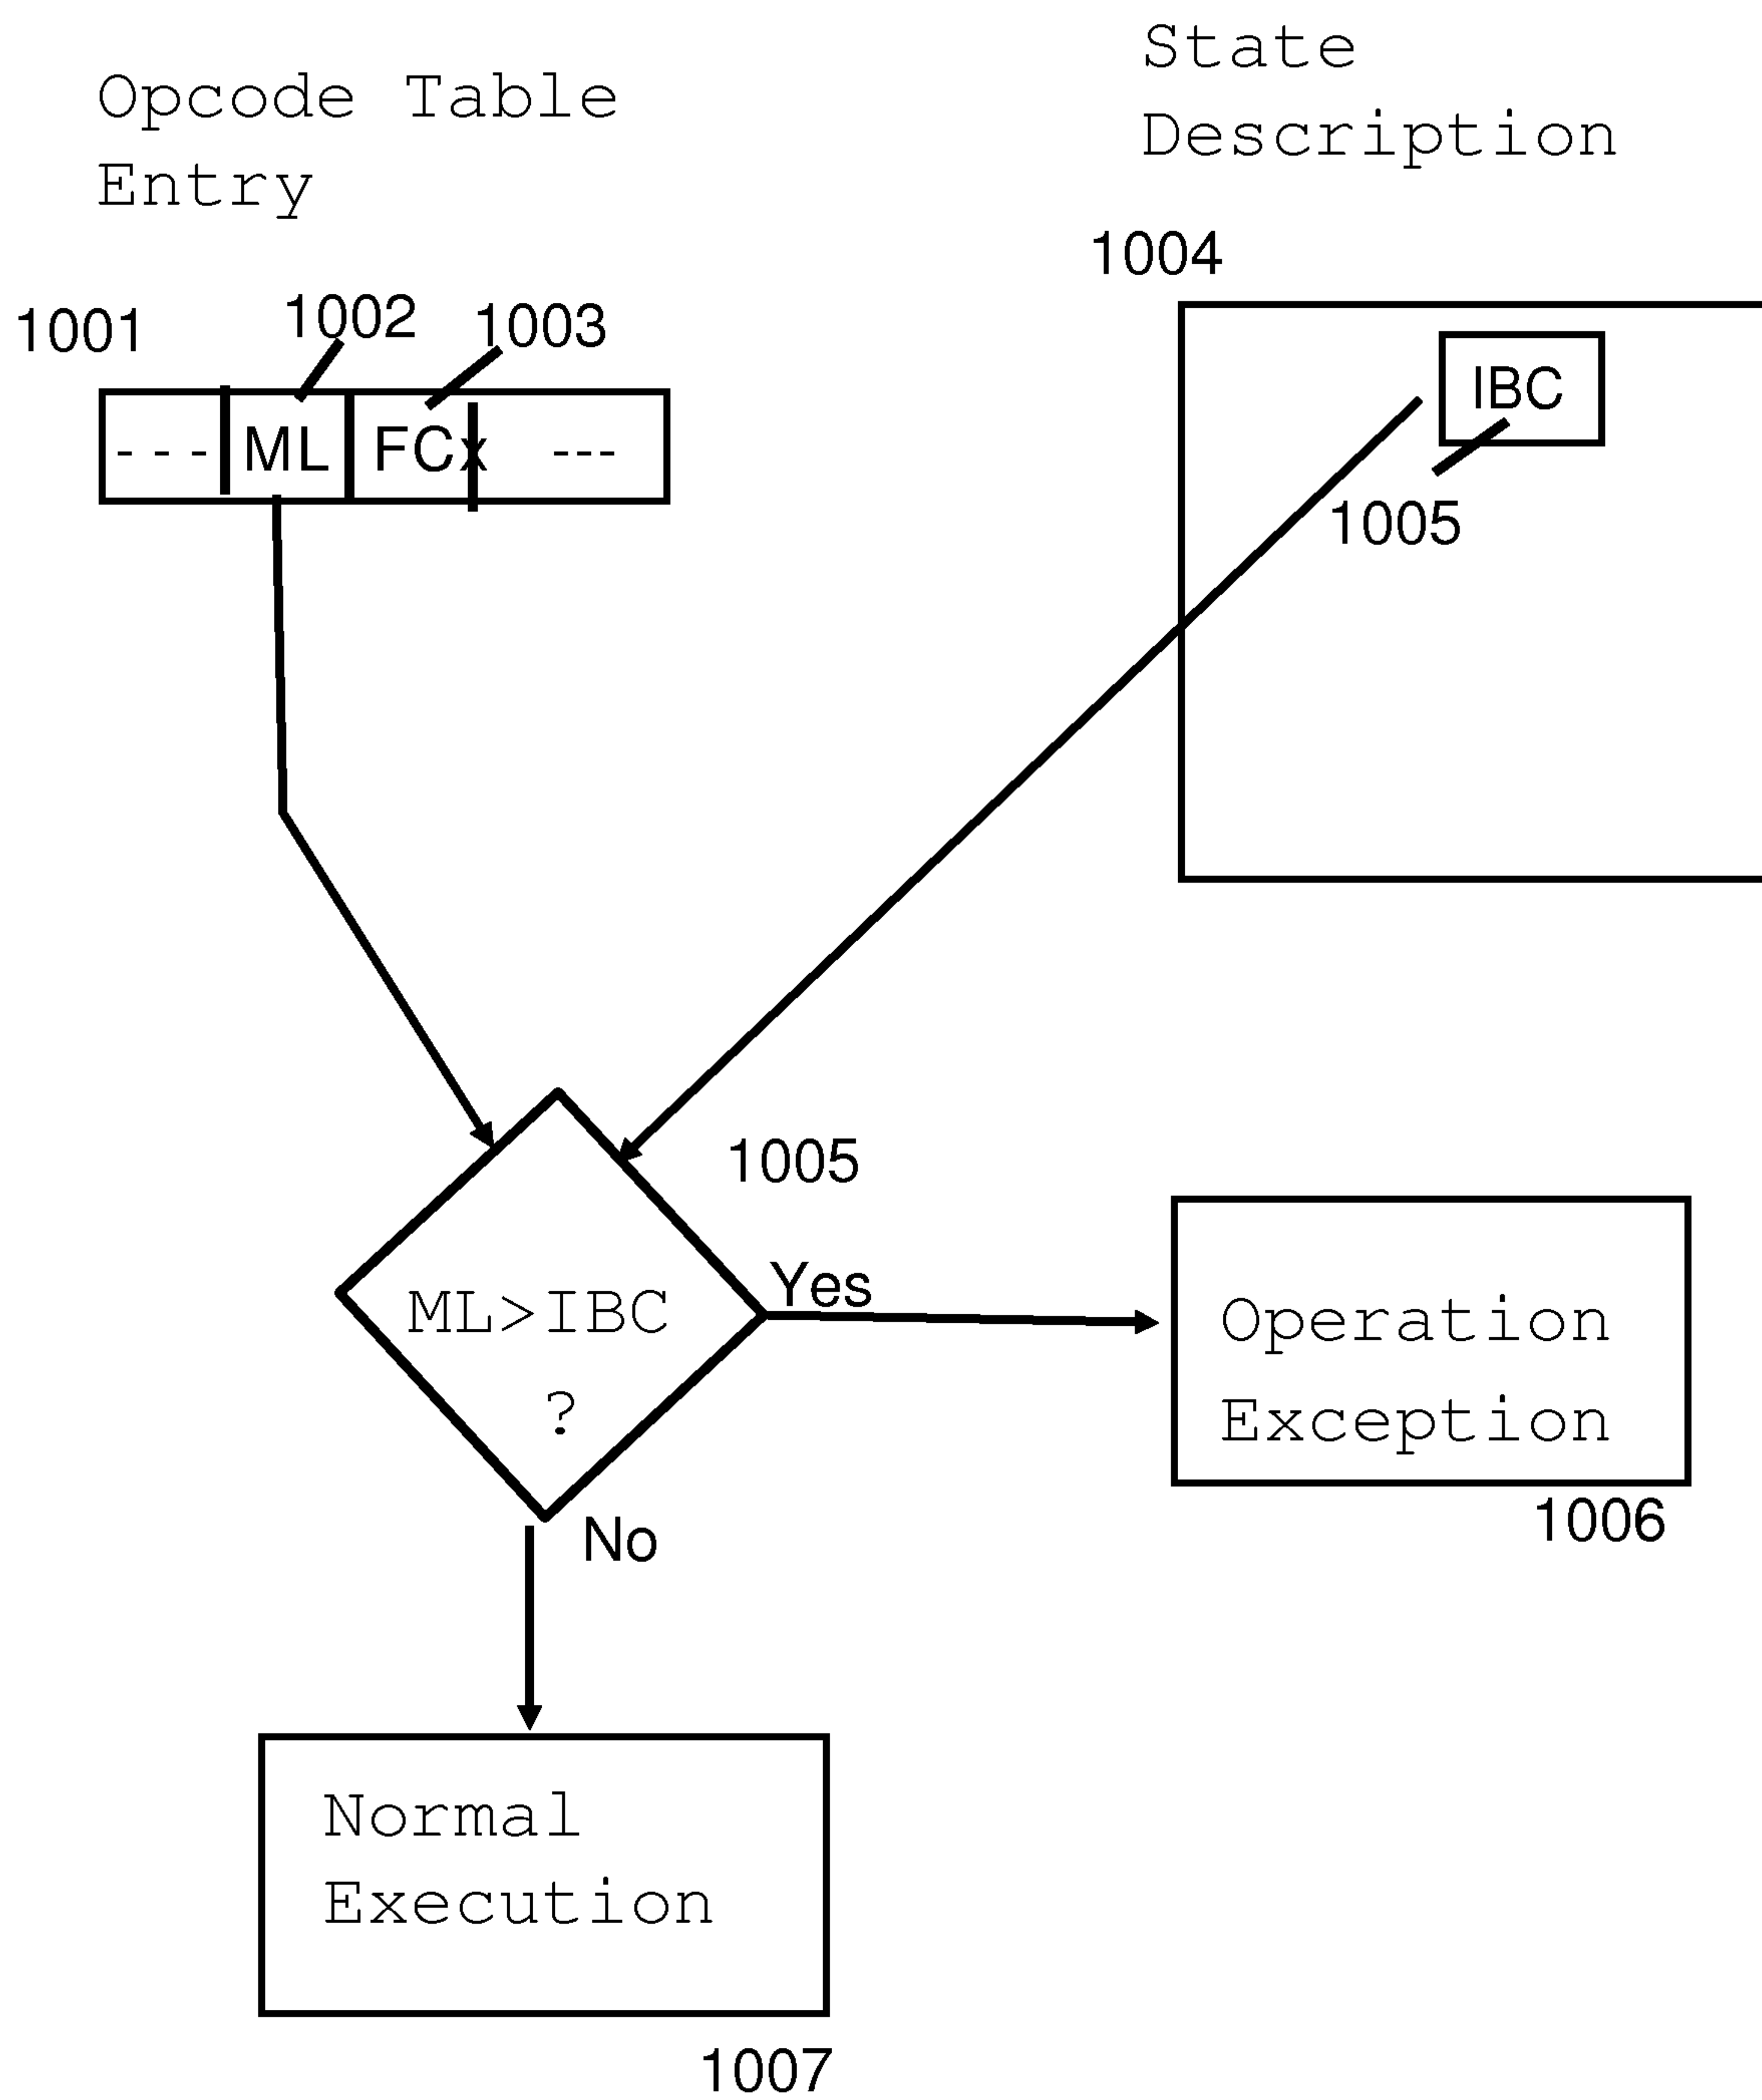 State
Description
Opcode Table
Entry
1004
1001
1002
1003
- - - ML FCx ---
IBC
1005
1005
ML>IBC
?
Yes
Operation
Exception
1006
No
Normal
Execution
1007